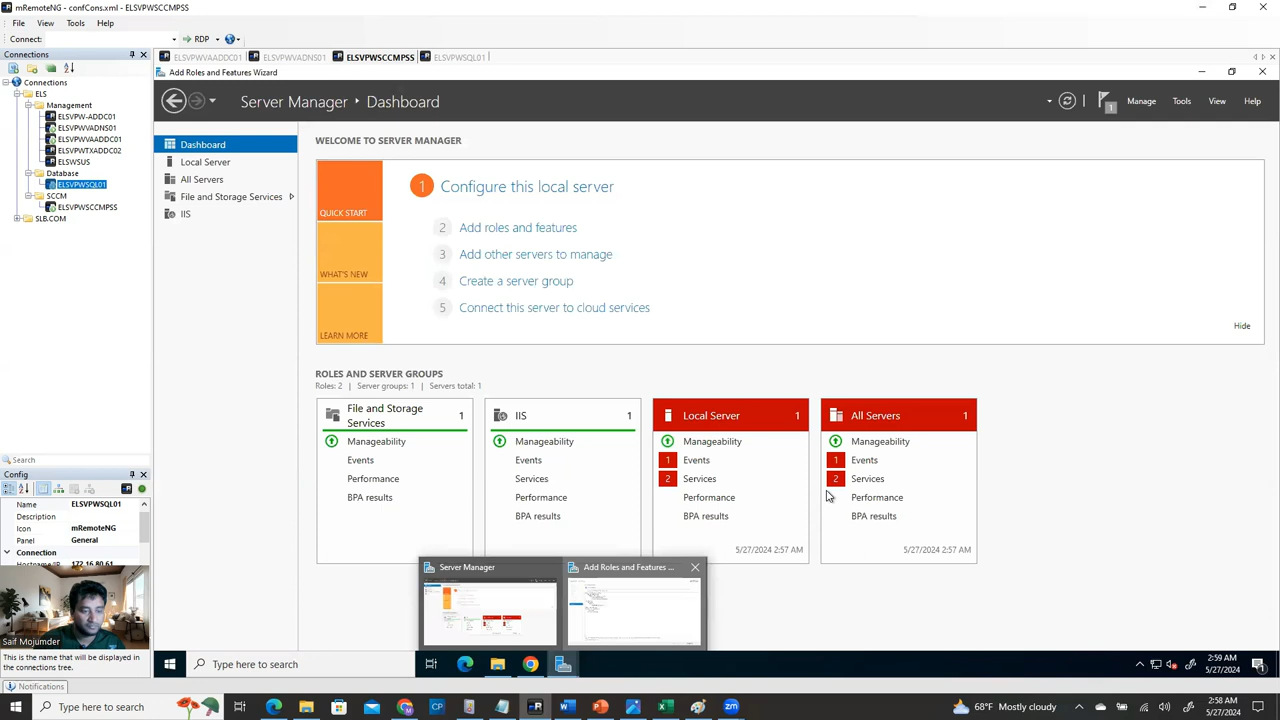 mRemoteNG - confCons.xml - ELSVPWSCCMPSS
File View Tools Help
Connect: RDP
Connections
Connections
ELS
Management
ELSVPW-ADDC01
ELSVPWVADNS01
ELSVPWVAADDC01
ELSVPWTXADDC02
ELSWSUS
Database
ELSVPWSQL01
SCCM
ELSVPWSCCMPSS
SLB.COM
Search
Config
Name ELSVPWSQL01
Description
Icon mRemoteNG
Panel General
Connection
Hostname/IP 172.16.80.61
Saif Mojumder
Name
This is the name that will be displayed in the connections tree.
Notifications
ELSVPWVAADDC01 ELSVPWVADNS01 ELSVPWSCCMPSS ELSVPWSQL01
Add Roles and Features Wizard
Server Manager Dashboard
1 Manage Tools View Help
Dashboard
Local Server
All Servers
File and Storage Services
IIS
WELCOME TO SERVER MANAGER
QUICK START
WHAT'S NEW
LEARN MORE
1 Configure this local server
2 Add roles and features
3 Add other servers to manage
4 Create a server group
5 Connect this server to cloud services
Hide
ROLES AND SERVER GROUPS
Roles: 2 | Server groups: 1 | Servers total: 1
File and Storage Services 1
Manageability
Events
Performance
BPA results
IIS 1
Manageability
Events
Services
Performance
BPA results
Local Server 1
Manageability
1 Events
2 Services
Performance
BPA results
5/27/2024 2:57 AM
All Servers 1
Manageability
1 Events
2 Services
Performance
BPA results
5/27/2024 2:57 AM
Server Manager
Add Roles and Features ...
Type here to search
2:59 AM
5/27/2024
Type here to search
68°F Mostly cloudy
2:58 AM
5/27/2024